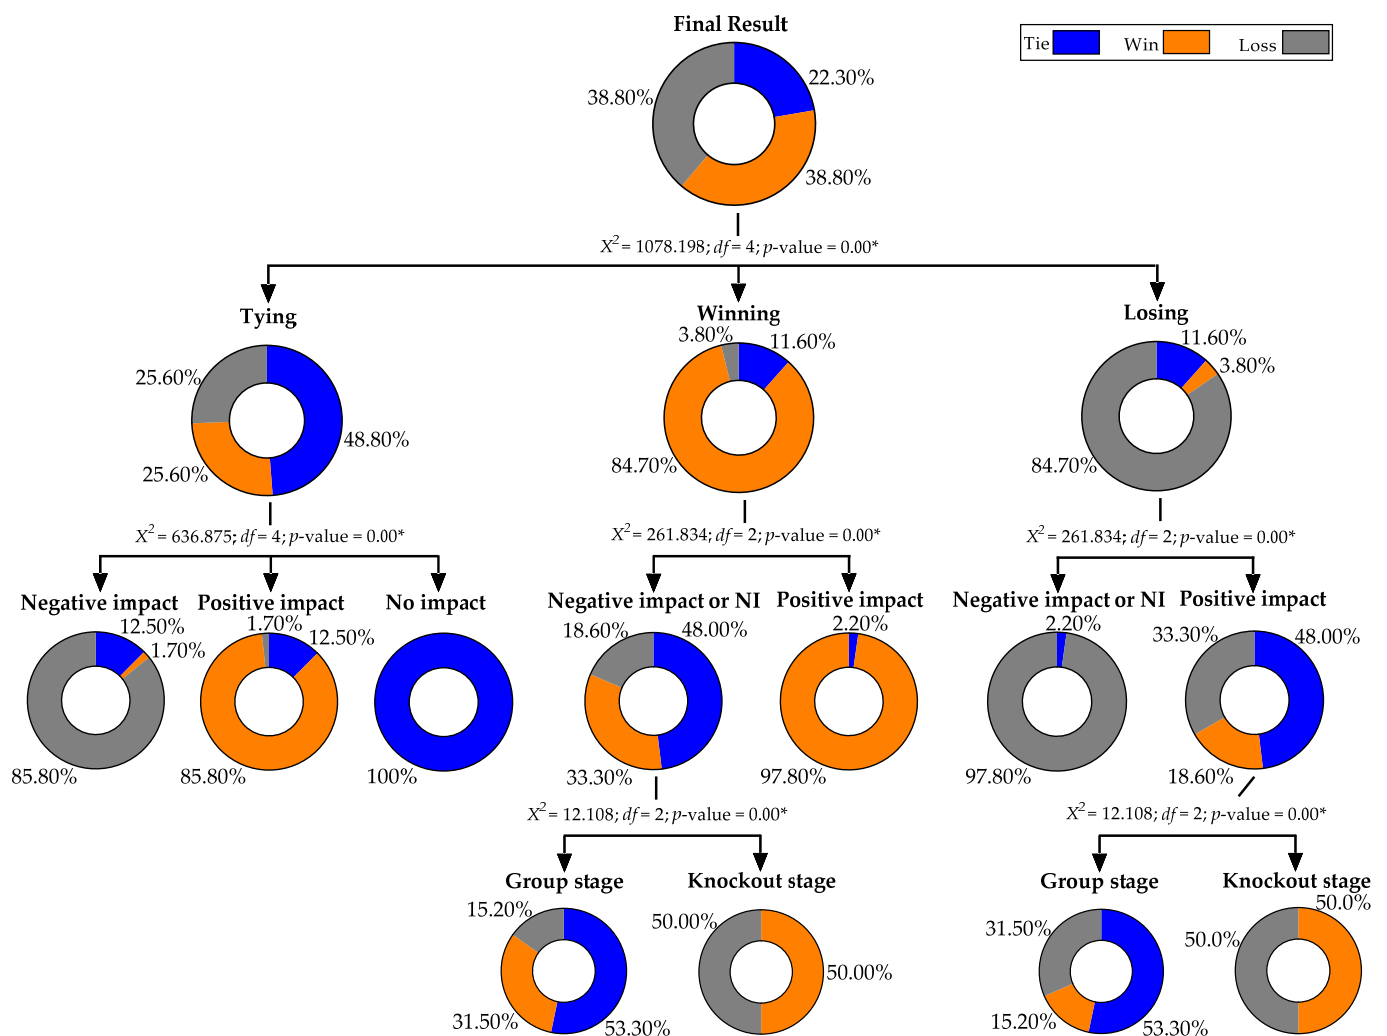 Final Result
Tie Win Loss
22.30%
38.80%
38.80%
X² = 1078.198; df = 4; p-value = 0.00*
Tying
25.60%
48.80%
25.60%
Winning
3.80%
11.60%
84.70%
Losing
11.60%
3.80%
84.70%
X² = 636.875; df = 4; p-value = 0.00*
X² = 261.834; df = 2; p-value = 0.00*
X² = 261.834; df = 2; p-value = 0.00*
Negative impact
12.50%
1.70%
85.80%
Positive impact
1.70%
12.50%
85.80%
No impact
100%
Negative impact or NI
18.60%
48.00%
33.30%
Positive impact
2.20%
97.80%
Negative impact or NI
2.20%
97.80%
Positive impact
33.30%
48.00%
18.60%
X² = 12.108; df = 2; p-value = 0.00*
X² = 12.108; df = 2; p-value = 0.00*
Group stage
15.20%
31.50%
53.30%
Knockout stage
50.00%
50.00%
Group stage
31.50%
15.20%
53.30%
Knockout stage
50.0%
50.0%